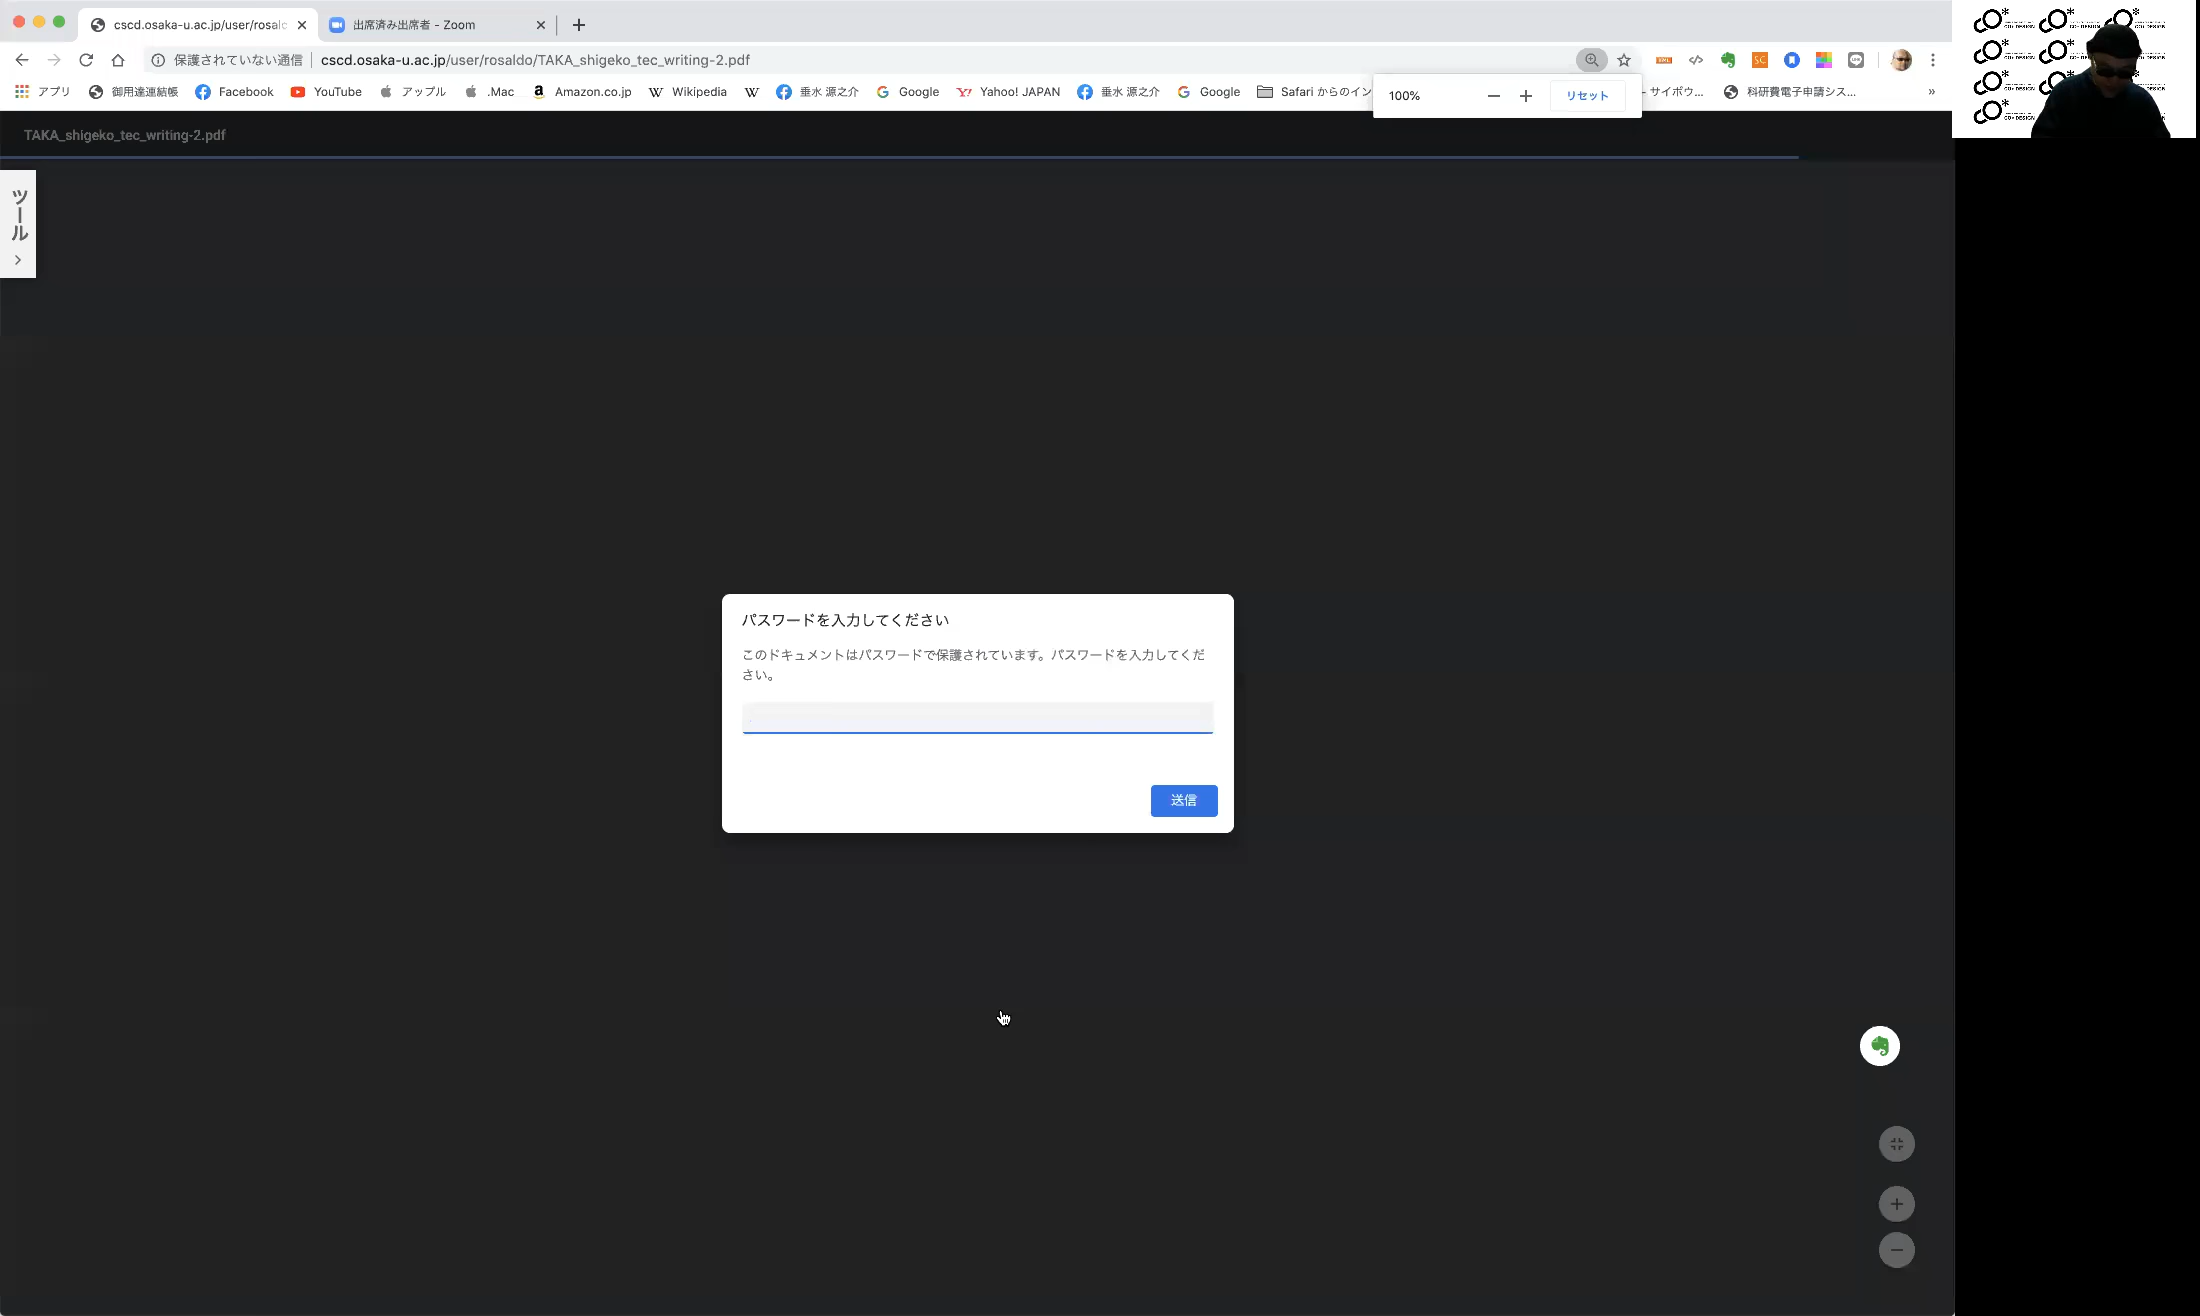 cscd.osaka-u.ac.jp/user/rosald
出席済み出席者 - Zoom
保護されていない通信 cscd.osaka-u.ac.jp/user/rosaldo/TAKA_shigeko_tec_writing-2.pdf
アプリ 御用達連結帳 Facebook YouTube アップル .Mac Amazon.co.jp Wikipedia 垂水 源之介 Google Yahoo! JAPAN 垂水 源之介 Google Safari からのイン サイボウ... 科研費電子申請シス... »
100% リセット
TAKA_shigeko_tec_writing-2.pdf
ツール
パスワードを入力してください
このドキュメントはパスワードで保護されています。パスワードを入力してくだ
さい。
送信